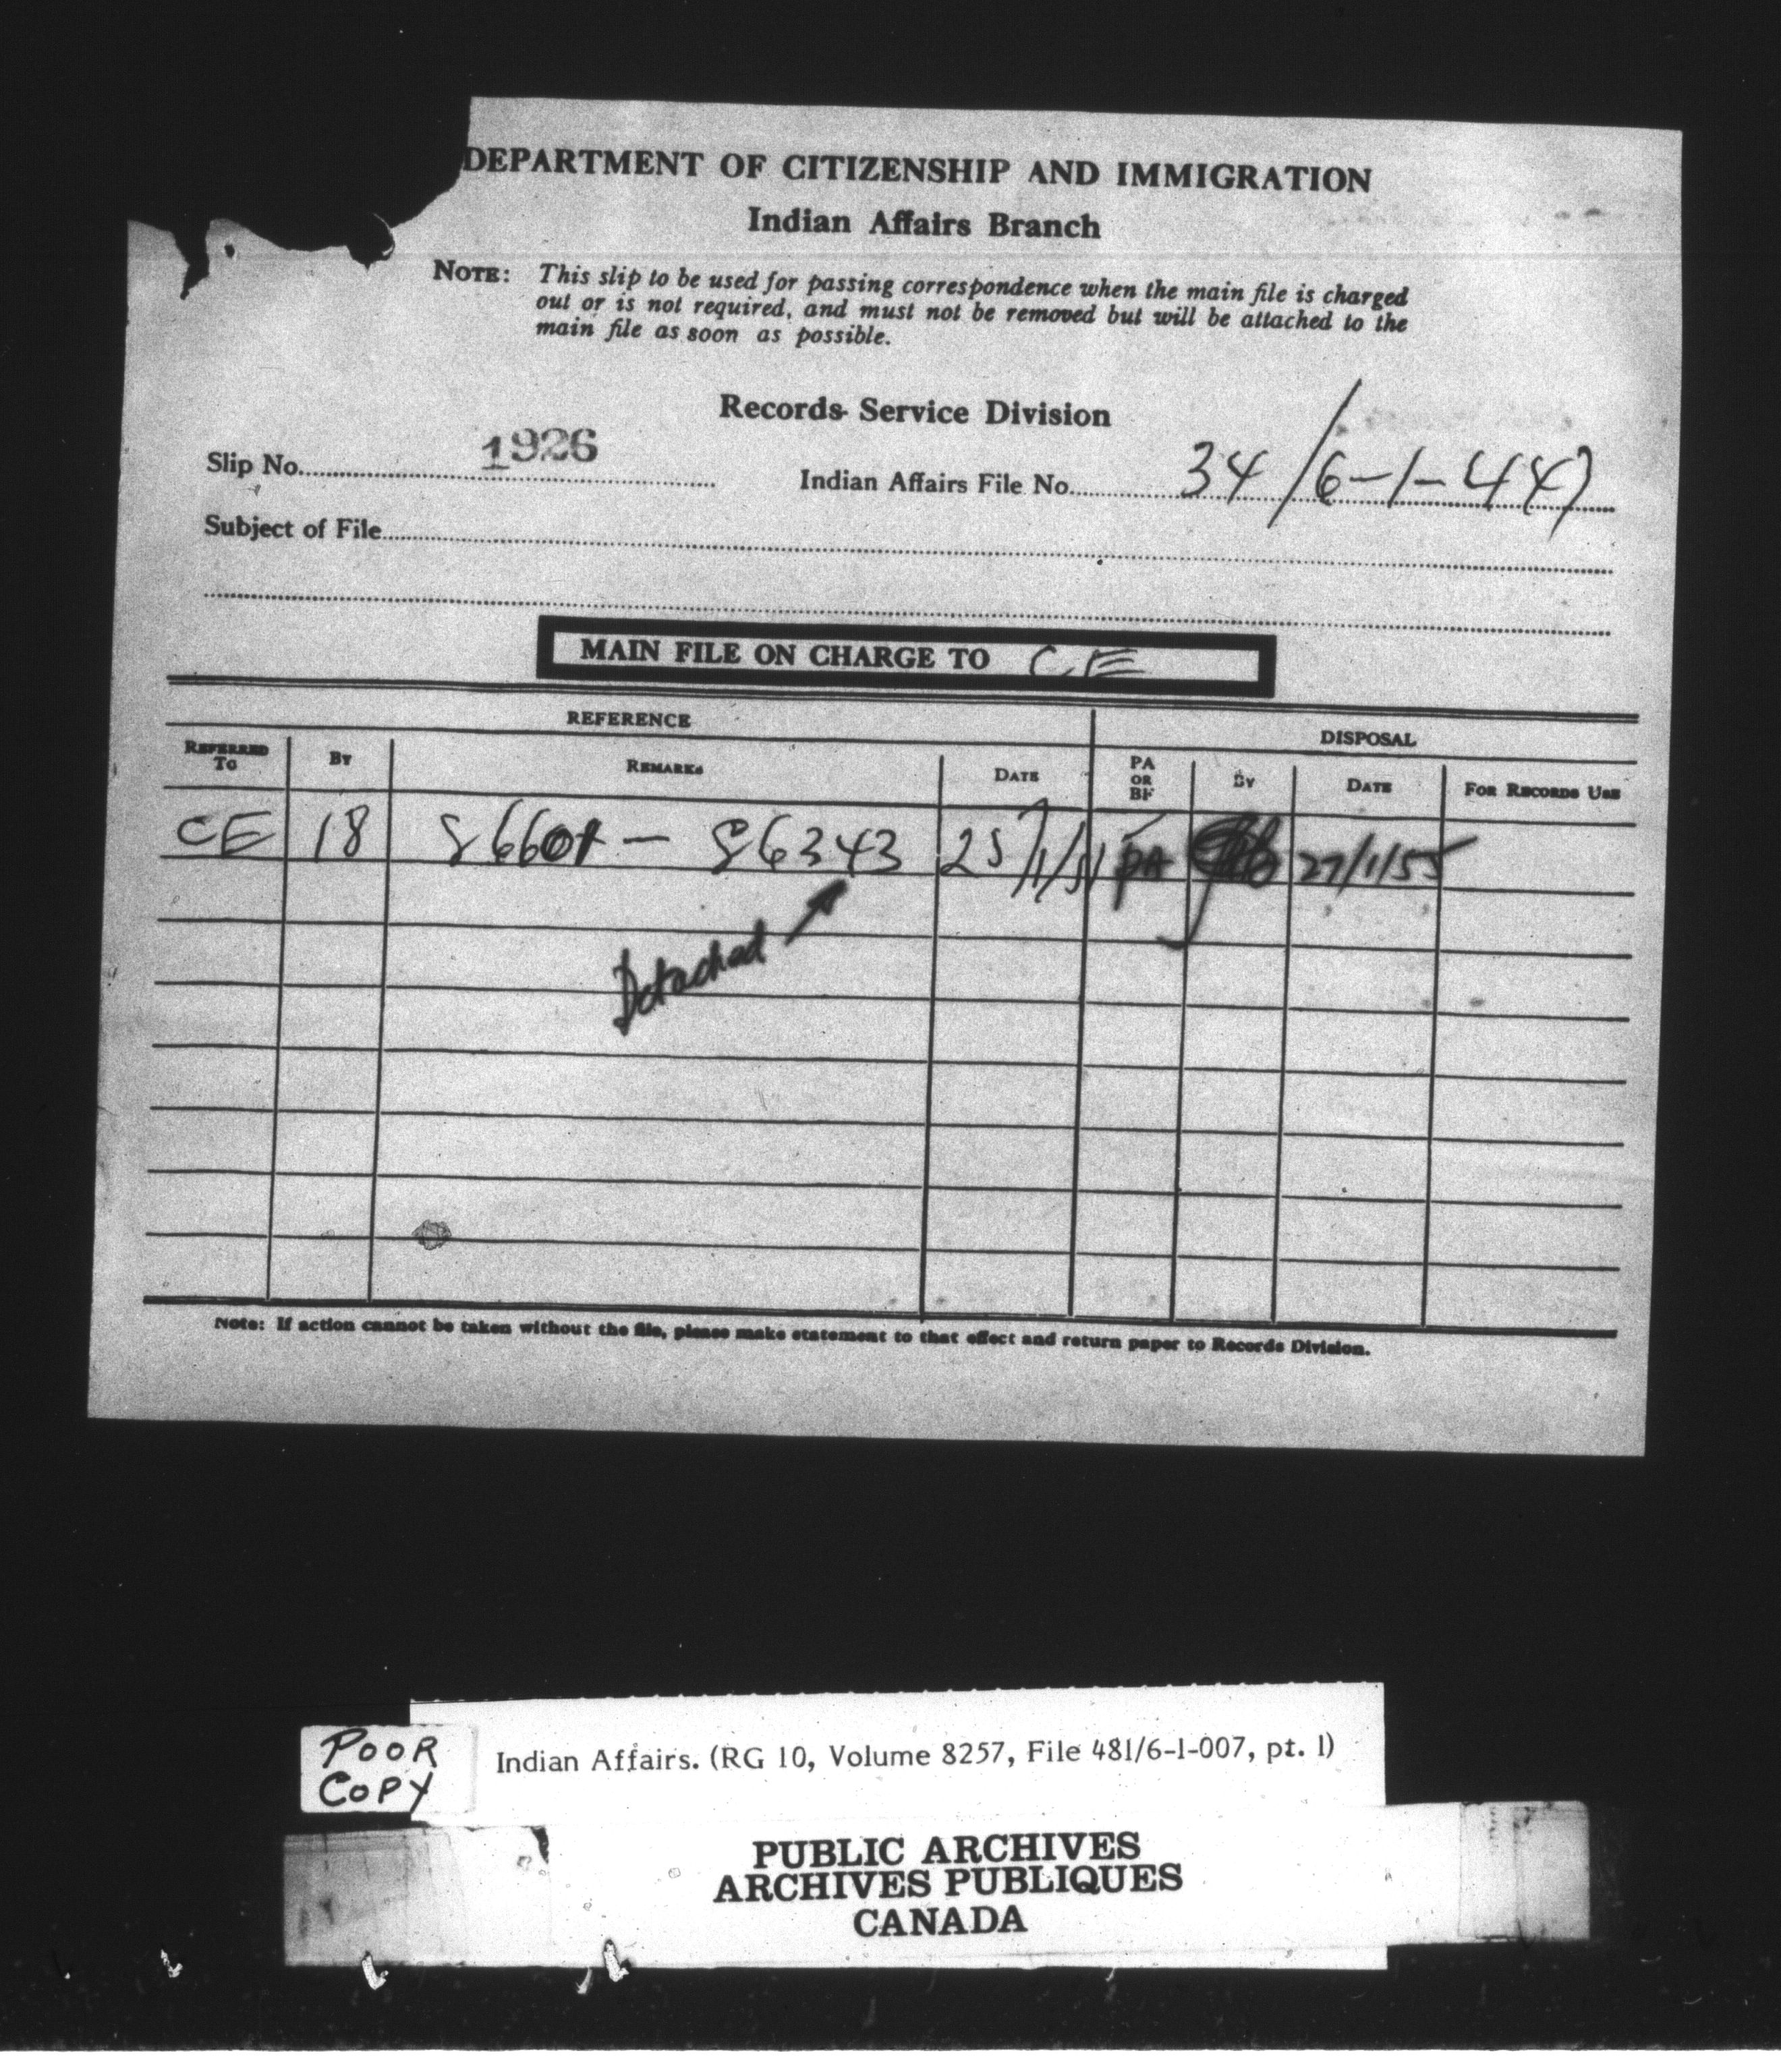 DEPARTMENT OF CITIZENSHIP AND IMMIGRATION
Indian Affairs Branch
NOTE: This slip to be used for passing correspondence when the main file is charged
out or is not required, and must not be removed but will be attached to the
main file as soon as possible.
Records Service Division
Slip No. 1926 Indian Affairs File No. 34/6-1-447
Subject of File
MAIN FILE ON CHARGE TO CE
REFERENCE DISPOSAL
REFERRED TO BY REMARKS DATE PA OR BF BY DATE FOR RECORDS USE
CE 18 S6601 - S6343 25/1/55 PA 27/1/55
Detached
Note: If action cannot be taken without the file, please make statement to that effect and return paper to Records Division.
POOR
COPY
Indian Affairs. (RG 10, Volume 8257, File 481/6-1-007, pt. 1)
PUBLIC ARCHIVES
ARCHIVES PUBLIQUES
CANADA